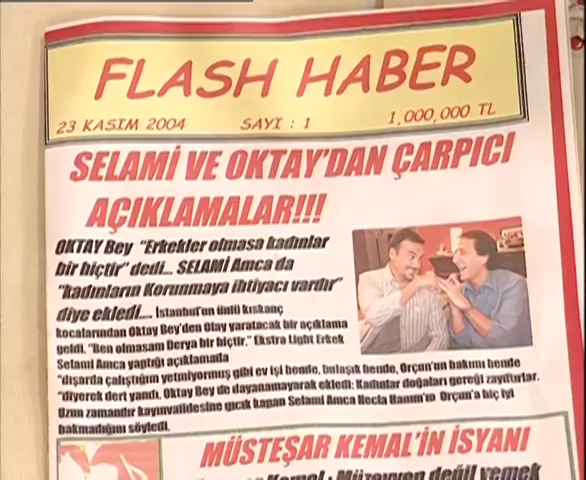 FLASH HABER
23 KASIM 2004 SAYI : 1 1,000,000 TL
SELAMİ VE OKTAY'DAN ÇARPICI
AÇIKLAMALAR!!!
OKTAY Bey "Erkekler olmasa kadınlar
bir hiçtir" dedi... SELAMİ Amca da
"kadınların Korunmaya ihtiyacı vardır"
diye ekledi.... İstanbul'un ünlü kıskanç
kocalarından Oktay Bey'den Olay yaratacak bir açıklama
geldi, "Ben olmasam Derya bir hiçtir." Ekstra Light Erkek
Selami Amca yaptığı açıklamada
"dışarda çalıştığım yetmiyormuş gibi ev işi bende, bulaşık bende, Orçun'un bakımı bende
"diyerek dert yandı. Oktay Bey de dayanamayarak ekledi: Kadınlar doğaları gereği zayıftırlar.
Uzun zamandır kayınvalidesine gıcık kapan Selami Amca Necla Hanım'ın Orçun'a hiç iyi
bakmadığını söyledi.
MÜSTEŞAR KEMAL'İN İSYANI
Kemal : Müzeyyen değil yemek